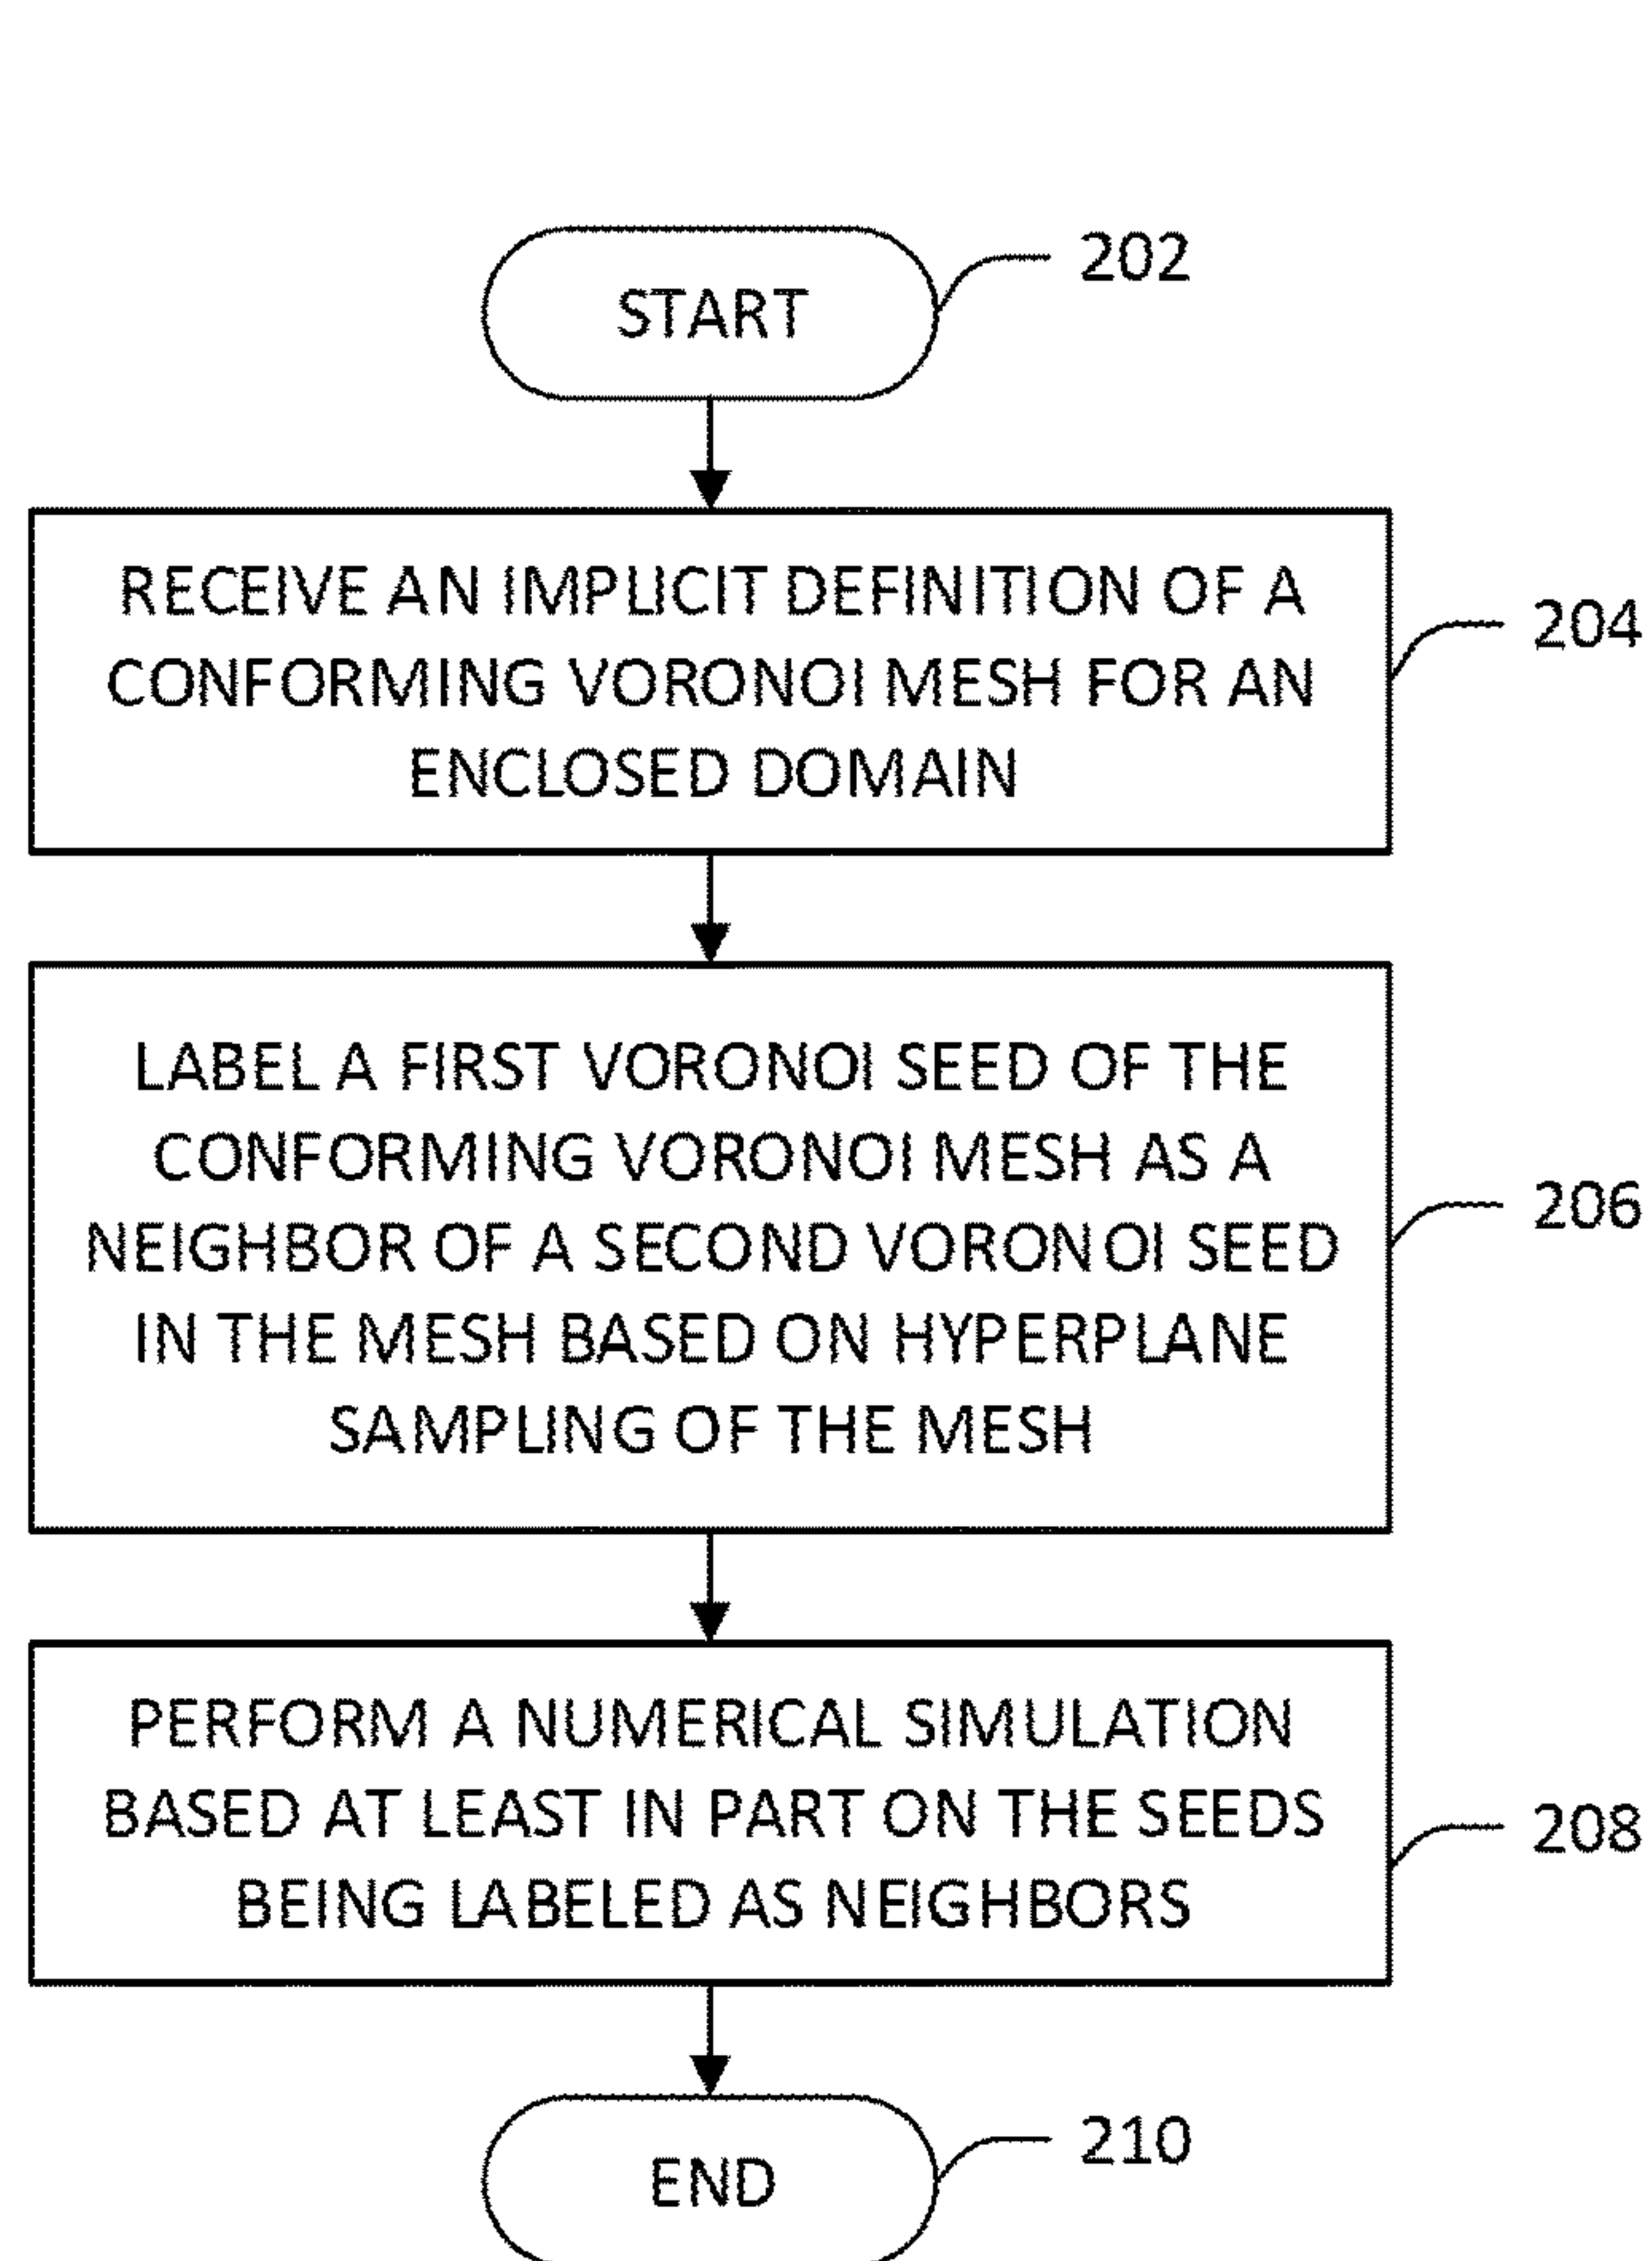 START
202
RECEIVE AN IMPLICIT DEFINITION OF A
CONFORMING VORONOI MESH FOR AN
ENCLOSED DOMAIN
204
LABEL A FIRST VORONOI SEED OF THE
CONFORMING VORONOI MESH AS A
NEIGHBOR OF A SECOND VORONOI SEED
IN THE MESH BASED ON HYPERPLANE
SAMPLING OF THE MESH
206
PERFORM A NUMERICAL SIMULATION
BASED AT LEAST IN PART ON THE SEEDS
BEING LABELED AS NEIGHBORS
208
END
210